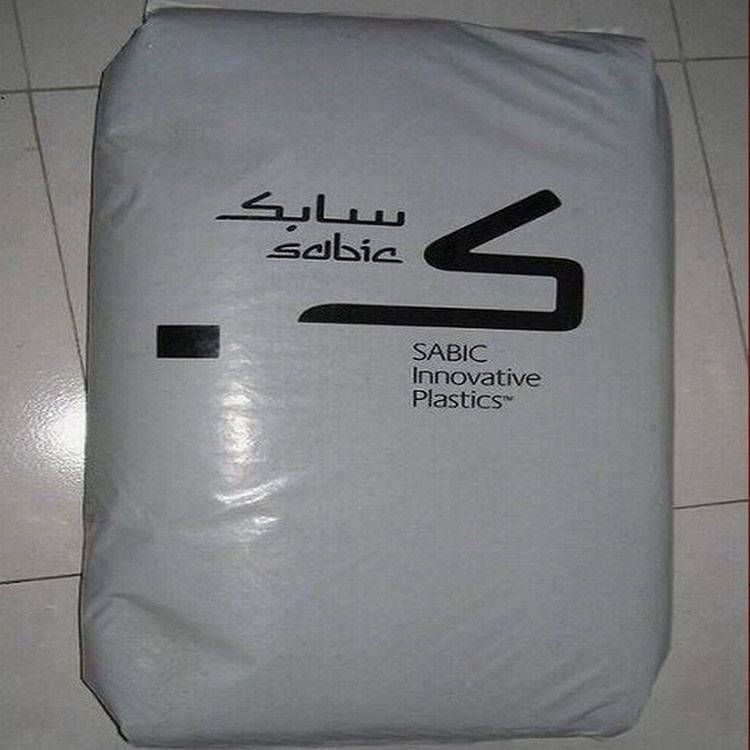 سابك
sabic
SABIC
Innovative
Plastics™